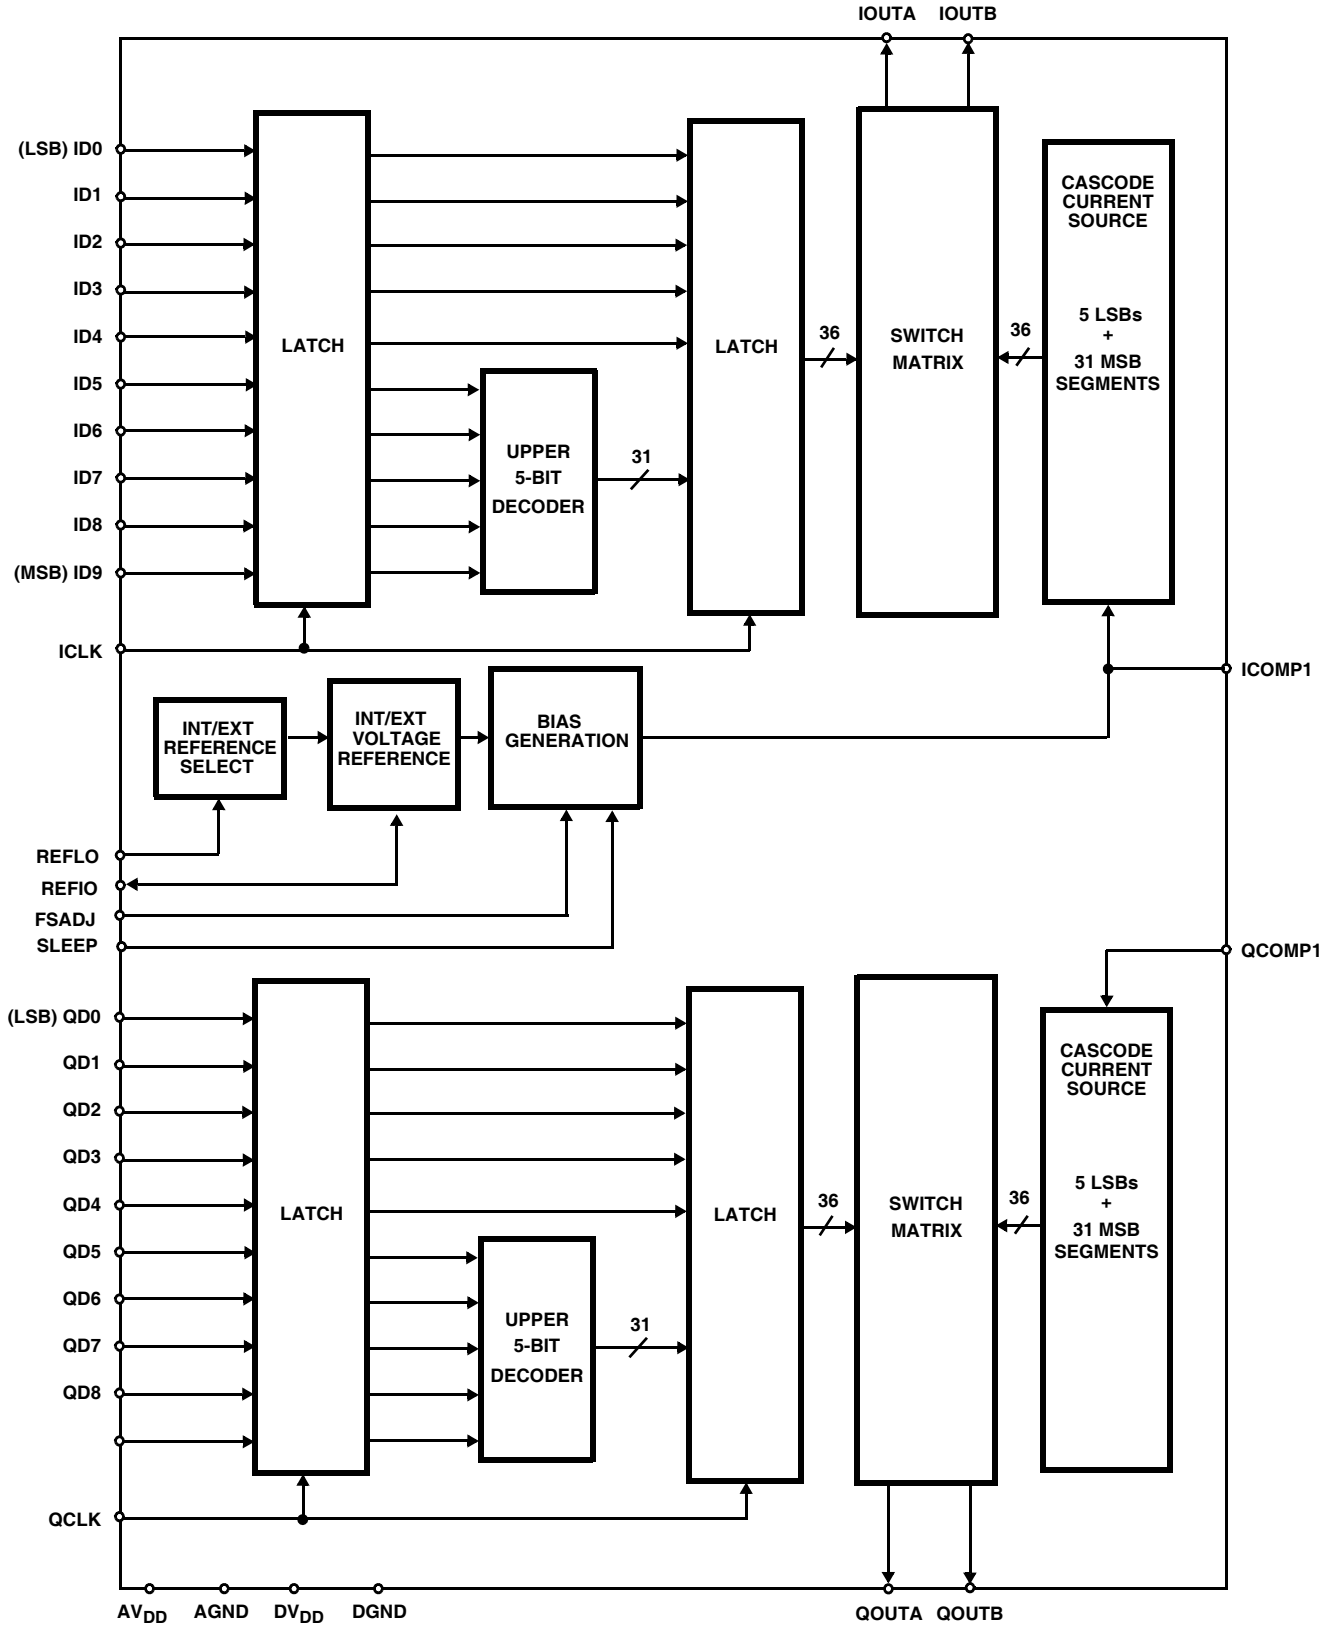 IOUTA IOUTB
(LSB) ID0
ID1
ID2
ID3
ID4
ID5
ID6
ID7
ID8
(MSB) ID9
ICLK
LATCH
UPPER
5-BIT
DECODER
31
LATCH
36
SWITCH
MATRIX
36
CASCODE
CURRENT
SOURCE
5 LSBs
+
31 MSB
SEGMENTS
ICOMP1
INT/EXT
REFERENCE
SELECT
INT/EXT
VOLTAGE
REFERENCE
BIAS
GENERATION
REFLO
REFIO
FSADJ
SLEEP
QCOMP1
(LSB) QD0
QD1
QD2
QD3
QD4
QD5
QD6
QD7
QD8
QCLK
LATCH
UPPER
5-BIT
DECODER
31
LATCH
36
SWITCH
MATRIX
36
CASCODE
CURRENT
SOURCE
5 LSBs
+
31 MSB
SEGMENTS
AVDD AGND DVDD DGND QOUTA QOUTB